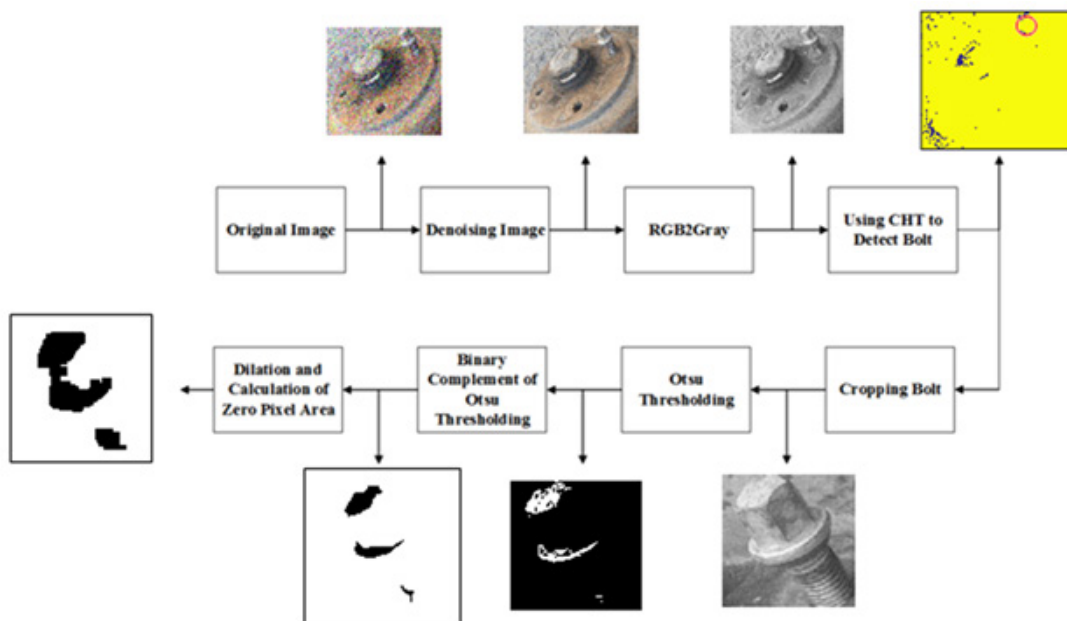 Original Image
Denoising Image
RGB2Gray
Using CHT to
Detect Bolt
Dilation and
Calculation of
Zero Pixel Area
Binary
Complement of
Otsu
Thresholding
Otsu
Thresholding
Cropping Bolt